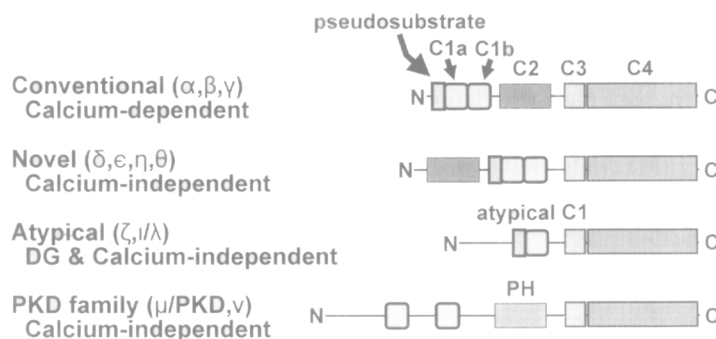 pseudosubstrate
C1a C1b
C2 C3 C4
Conventional (α,β,γ) N C
Calcium-dependent
Novel (δ,ϵ,η,θ) N C
Calcium-independent
atypical C1
Atypical (ζ,ι/λ) N C
DG & Calcium-independent
PH
PKD family (μ/PKD,ν) N C
Calcium-independent